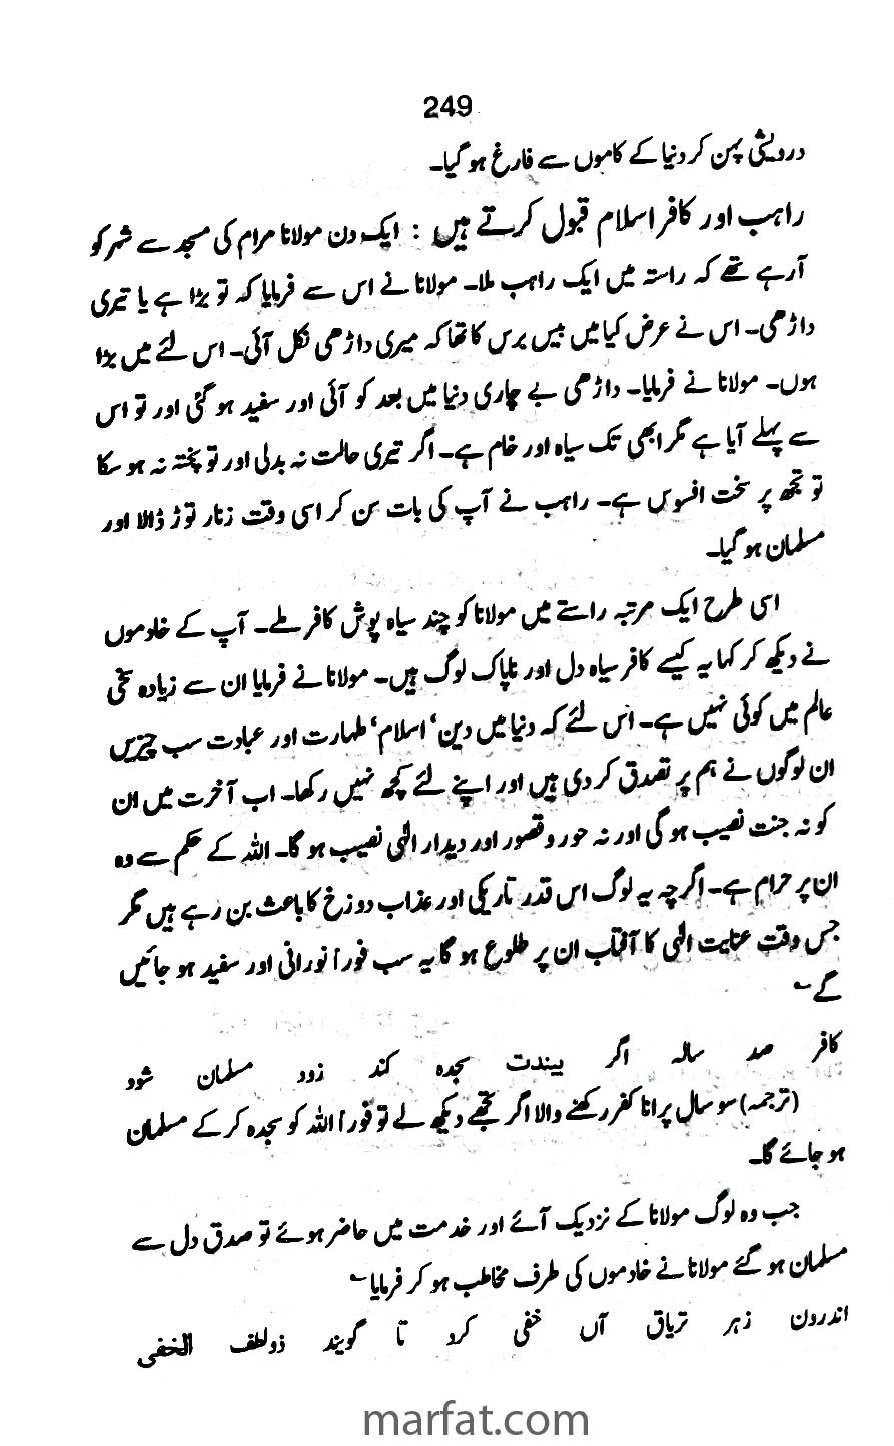 249
درویشی پہن کر دنیا کے کاموں سے فارغ ہو گیا۔
راہب اور کافر اسلام قبول کرتے ہیں : ایک دن مولانا مرام کی مسجد سے شہر کو
آرہے تھے کہ راستہ میں ایک راہب ملا۔ مولانا نے اس سے فرمایا کہ تو بڑا ہے یا تیری
داڑھی۔ اس نے عرض کیا میں بیس برس کا تھا کہ میری داڑھی نکل آئی۔ اس لئے میں بڑا
ہوں۔ مولانا نے فرمایا۔ داڑھی بے چاری دنیا میں بعد کو آئی اور سفید ہو گئی اور تو اس
سے پہلے آیا ہے مگر ابھی تک سیاہ اور خام ہے۔ اگر تیری حالت نہ بدلی اور تو پختہ نہ ہو سکا
تو تجھ پر سخت افسوس ہے۔ راہب نے آپ کی بات سن کر اسی وقت زنار توڑ ڈالا اور
مسلمان ہو گیا۔
اسی طرح ایک مرتبہ راستے میں مولانا کو چند سیاہ پوش کافر ملے۔ آپ کے خادموں
نے دیکھ کر کہا یہ کیسے کافر سیاہ دل اور ناپاک لوگ ہیں۔ مولانا نے فرمایا ان سے زیادہ سخی
عالم میں کوئی نہیں ہے۔ اس لئے کہ دنیا میں دین‘ اسلام‘ طہارت اور عبادت سب چیزیں
ان لوگوں نے ہم پر تصدق کر دی ہیں اور اپنے لئے کچھ نہیں رکھا۔ اب آخرت میں ان
کو نہ جنت نصیب ہو گی اور نہ حور و قصور اور دیدار الٰہی نصیب ہو گا۔ اللہ کے حکم سے وہ
ان پر حرام ہے۔ اگرچہ یہ لوگ اس قدر تاریکی اور عذاب دوزخ کا باعث بن رہے ہیں مگر
جس وقت عنایت الٰہی کا آفتاب ان پر طلوع ہو گا یہ سب فوراً نورانی اور سفید ہو جائیں
گے؎
کافر صد سالہ اگر بیندت سجدہ کند زود مسلمان شود
(ترجمہ) سو سال پرانا کفر رکھنے والا اگر تجھے دیکھ لے تو فوراً اللہ کو سجدہ کر کے مسلمان
ہو جائے گا۔
جب وہ لوگ مولانا کے نزدیک آئے اور خدمت میں حاضر ہوئے تو صدق دل سے
مسلمان ہو گئے مولانا نے خادموں کی طرف مخاطب ہو کر فرمایا؎
اندرون زہر تریاق آں خفی کرد تا گویند ذولطف الخفی
marfat.com